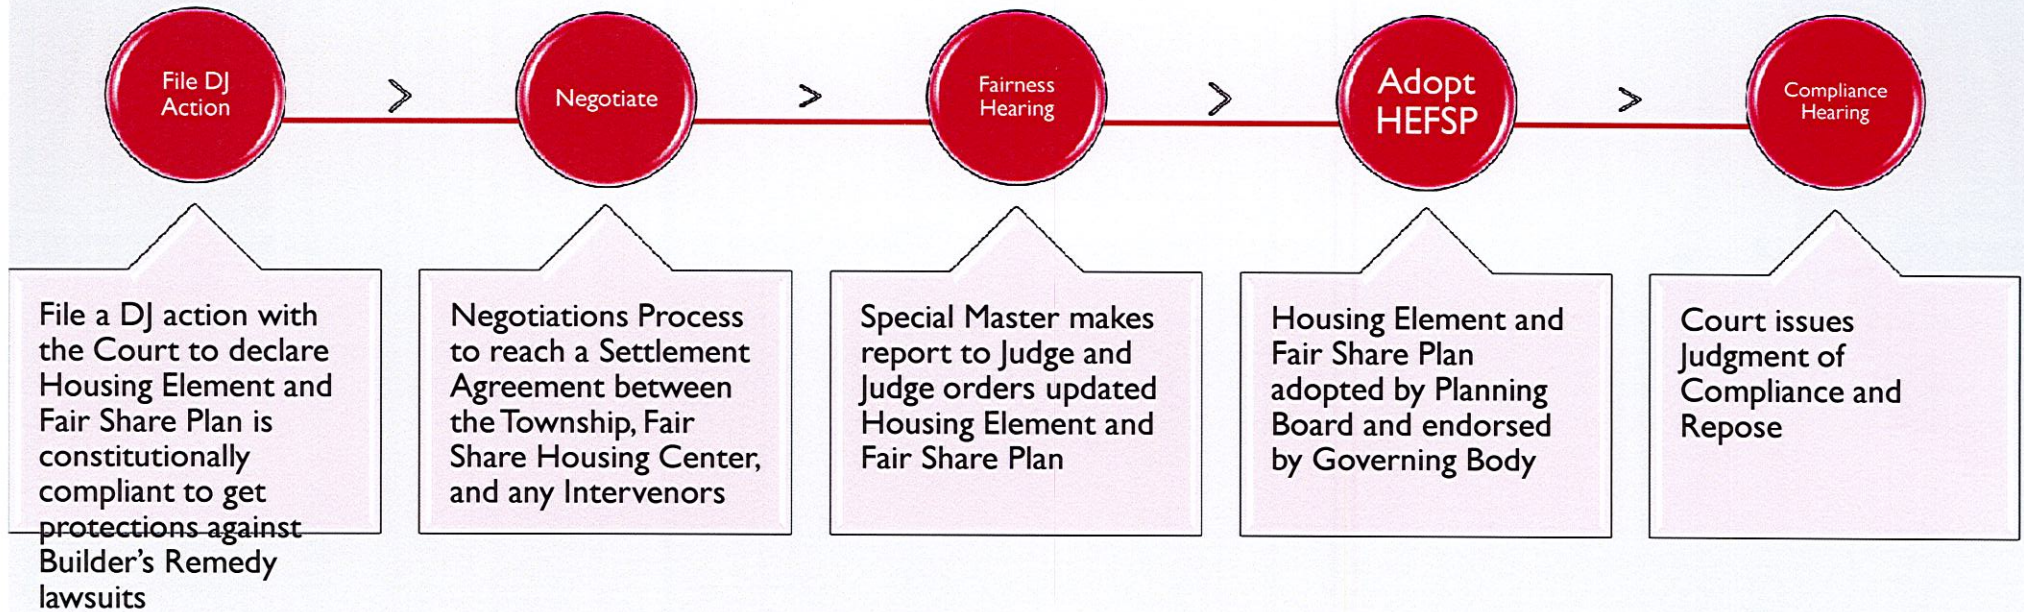 File DJ
Action
>
Negotiate
>
Fairness
Hearing
>
Adopt
HEFSP
>
Compliance
Hearing
File a DJ action with
the Court to declare
Housing Element and
Fair Share Plan is
constitutionally
compliant to get
protections against
Builder's Remedy
lawsuits
Negotiations Process
to reach a Settlement
Agreement between
the Township, Fair
Share Housing Center,
and any Intervenors
Special Master makes
report to Judge and
Judge orders updated
Housing Element and
Fair Share Plan
Housing Element and
Fair Share Plan
adopted by Planning
Board and endorsed
by Governing Body
Court issues
Judgment of
Compliance and
Repose